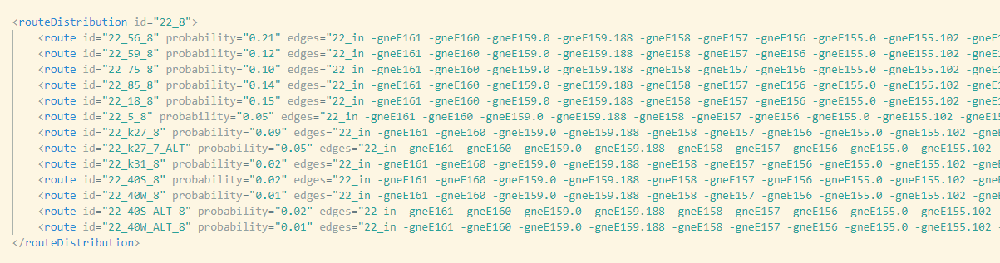 <routeDistribution id="22_8">
<route id="22_56_8" probability="0.21" edges="22_in -gneE161 -gneE160 -gneE159.0 -gneE159.188 -gneE158 -gneE157 -gneE156 -gneE155.0 -gneE155.102 -gneE1
<route id="22_59_8" probability="0.12" edges="22_in -gneE161 -gneE160 -gneE159.0 -gneE159.188 -gneE158 -gneE157 -gneE156 -gneE155.0 -gneE155.102 -gneE1
<route id="22_75_8" probability="0.10" edges="22_in -gneE161 -gneE160 -gneE159.0 -gneE159.188 -gneE158 -gneE157 -gneE156 -gneE155.0 -gneE155.102 -gneE1
<route id="22_85_8" probability="0.14" edges="22_in -gneE161 -gneE160 -gneE159.0 -gneE159.188 -gneE158 -gneE157 -gneE156 -gneE155.0 -gneE155.102 -gneE1
<route id="22_18_8" probability="0.15" edges="22_in -gneE161 -gneE160 -gneE159.0 -gneE159.188 -gneE158 -gneE157 -gneE156 -gneE155.0 -gneE155.102 -gneE1
<route id="22_5_8" probability="0.05" edges="22_in -gneE161 -gneE160 -gneE159.0 -gneE159.188 -gneE158 -gneE157 -gneE156 -gneE155.0 -gneE155.102 -gneE15
<route id="22_k27_8" probability="0.09" edges="22_in -gneE161 -gneE160 -gneE159.0 -gneE159.188 -gneE158 -gneE157 -gneE156 -gneE155.0 -gneE155.102 -gneE
<route id="22_k27_7_ALT" probability="0.05" edges="22_in -gneE161 -gneE160 -gneE159.0 -gneE159.188 -gneE158 -gneE157 -gneE156 -gneE155.0 -gneE155.102 -
<route id="22_k31_8" probability="0.02" edges="22_in -gneE161 -gneE160 -gneE159.0 -gneE159.188 -gneE158 -gneE157 -gneE156 -gneE155.0 -gneE155.102 -gneE
<route id="22_40S_8" probability="0.02" edges="22_in -gneE161 -gneE160 -gneE159.0 -gneE159.188 -gneE158 -gneE157 -gneE156 -gneE155.0 -gneE155.102 -gneE
<route id="22_40W_8" probability="0.01" edges="22_in -gneE161 -gneE160 -gneE159.0 -gneE159.188 -gneE158 -gneE157 -gneE156 -gneE155.0 -gneE155.102 -gneE
<route id="22_40S_ALT_8" probability="0.02" edges="22_in -gneE161 -gneE160 -gneE159.0 -gneE159.188 -gneE158 -gneE157 -gneE156 -gneE155.0 -gneE155.102 -
<route id="22_40W_ALT_8" probability="0.01" edges="22_in -gneE161 -gneE160 -gneE159.0 -gneE159.188 -gneE158 -gneE157 -gneE156 -gneE155.0 -gneE155.102 -
</routeDistribution>